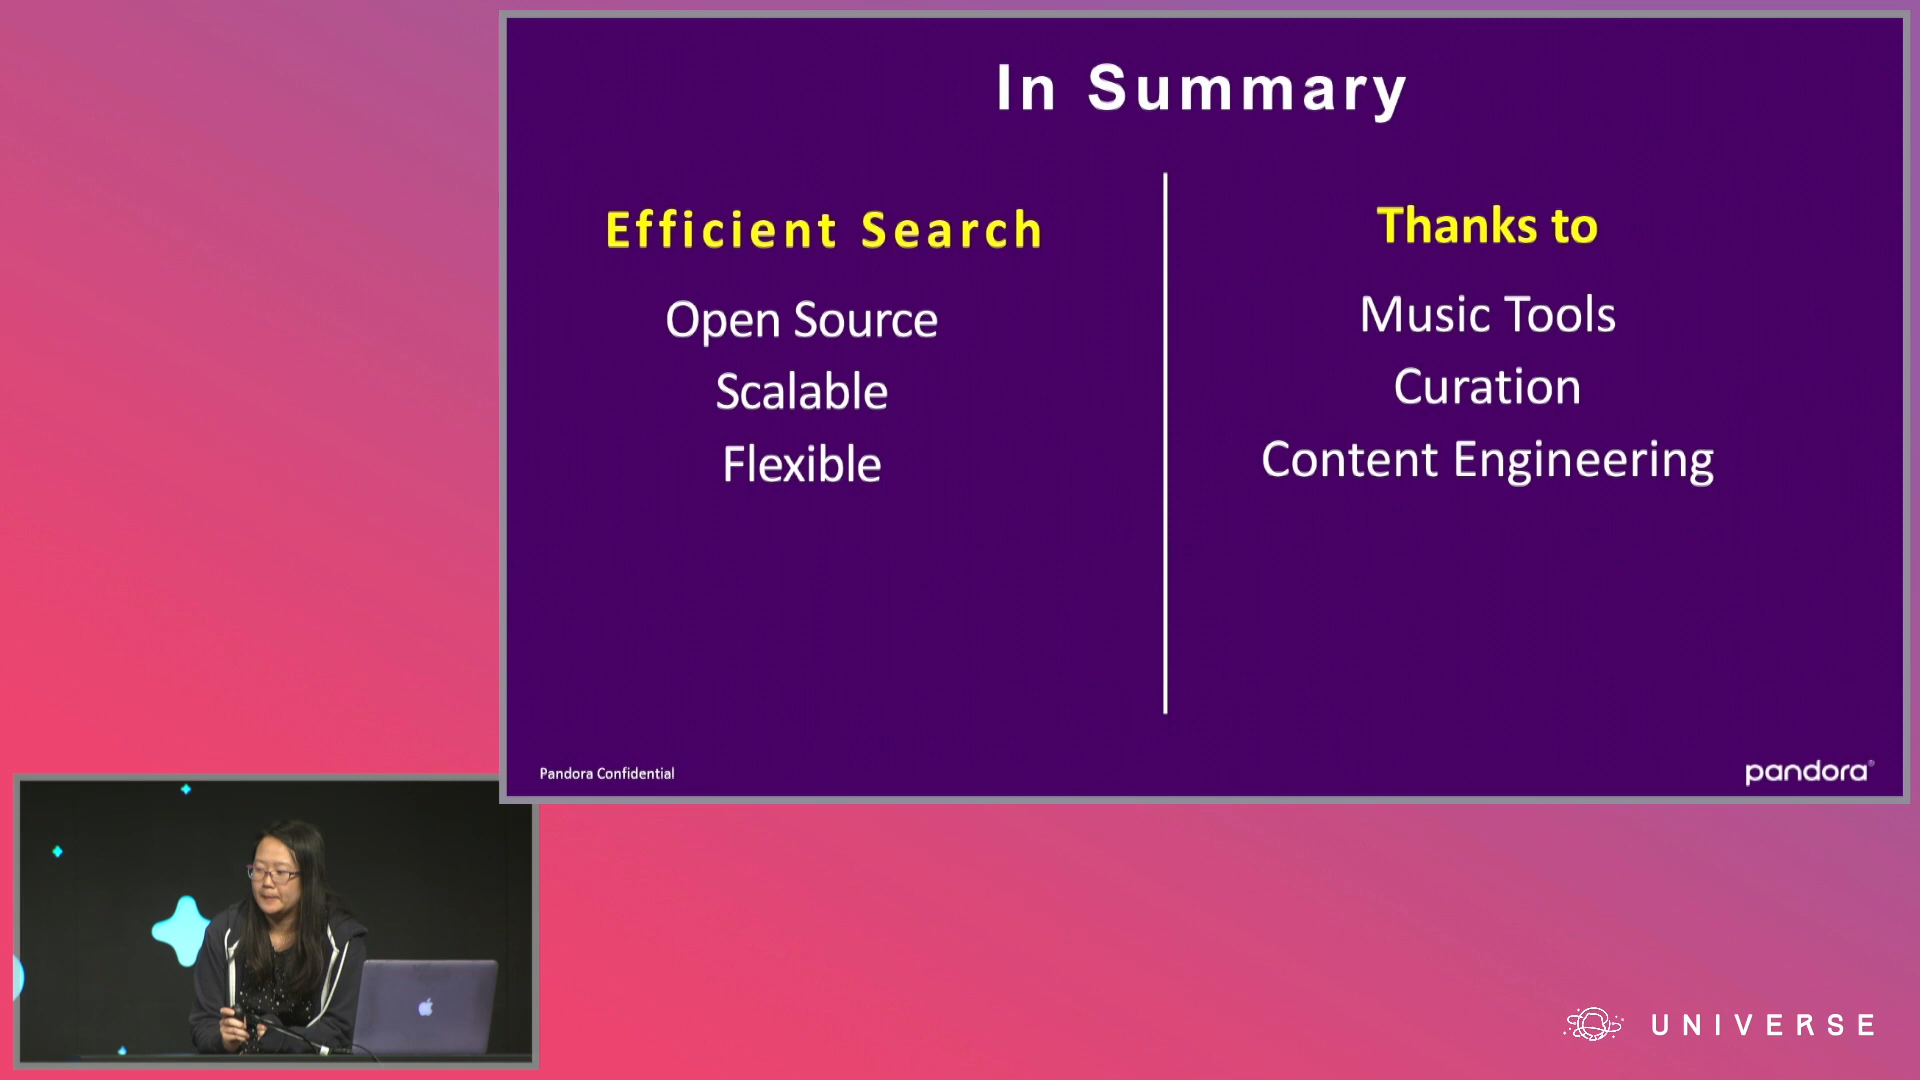 In Summary
Efficient Search
Open Source
Scalable
Flexible
Thanks to
Music Tools
Curation
Content Engineering
Pandora Confidential
pandora®
UNIVERSE